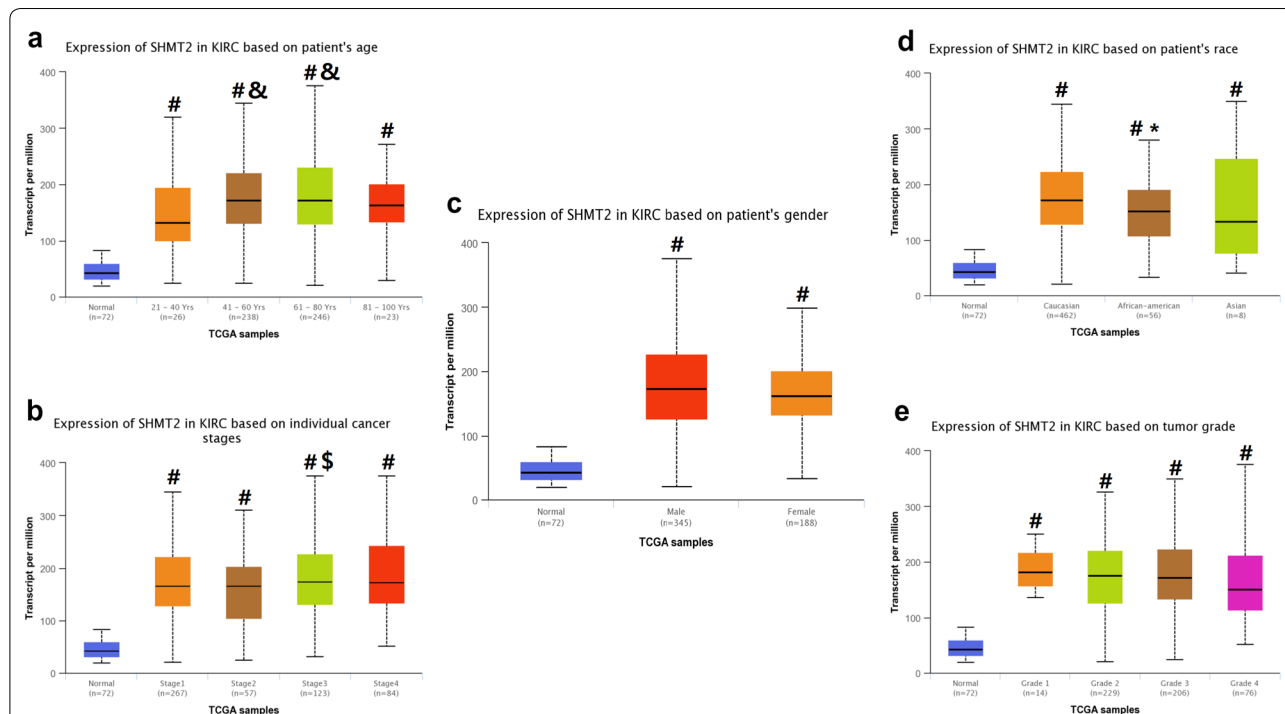 a
Expression of SHMT2 in KIRC based on patient's age
400
300
200
100
0
Transcript per million
#
#&
#&
#
Normal
(n=72)
21 – 40 Yrs
(n=26)
41 – 60 Yrs
(n=238)
61 – 80 Yrs
(n=246)
81 – 100 Yrs
(n=23)
TCGA samples
b
Expression of SHMT2 in KIRC based on individual cancer
stages
400
300
200
100
0
Transcript per million
#
#
#$
#
Normal
(n=72)
Stage1
(n=267)
Stage2
(n=57)
Stage3
(n=123)
Stage4
(n=84)
TCGA samples
c
Expression of SHMT2 in KIRC based on patient's gender
400
300
200
100
0
Transcript per million
#
#
Normal
(n=72)
Male
(n=345)
Female
(n=188)
TCGA samples
d
Expression of SHMT2 in KIRC based on patient's race
400
300
200
100
0
Transcript per million
#
# *
#
Normal
(n=72)
Caucasian
(n=462)
African-american
(n=56)
Asian
(n=8)
TCGA samples
e
Expression of SHMT2 in KIRC based on tumor grade
400
300
200
100
0
Transcript per million
#
#
#
#
Normal
(n=72)
Grade 1
(n=14)
Grade 2
(n=229)
Grade 3
(n=206)
Grade 4
(n=76)
TCGA samples